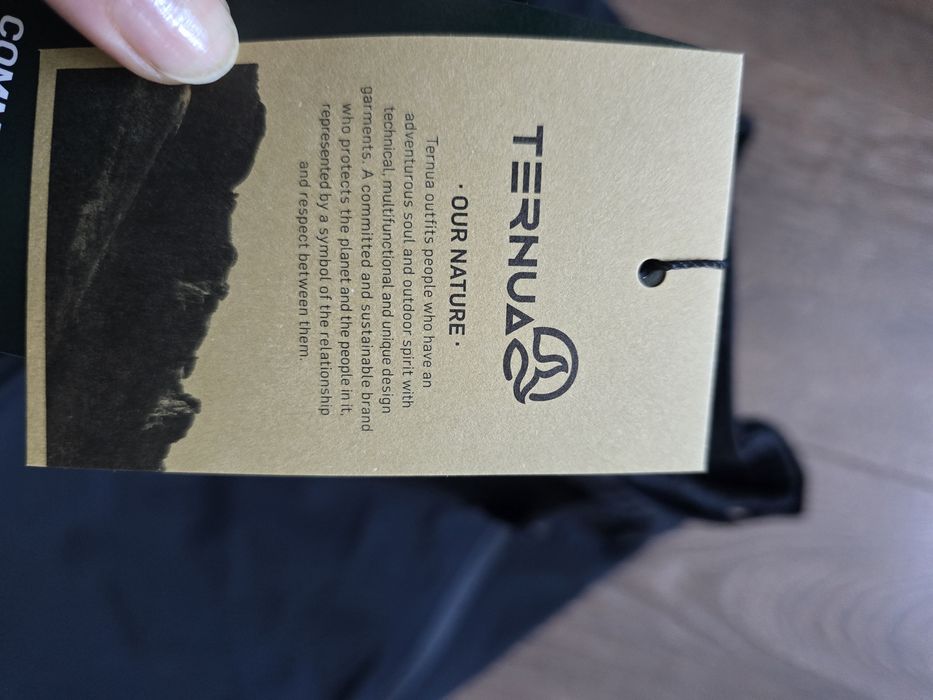 TERNUA
· OUR NATURE ·
Ternua outfits people who have an
adventurous soul and outdoor spirit with
technical, multifunctional and unique design
garments. A committed and sustainable brand
who protects the planet and the people in it,
represented by a symbol of the relationship
and respect between them.